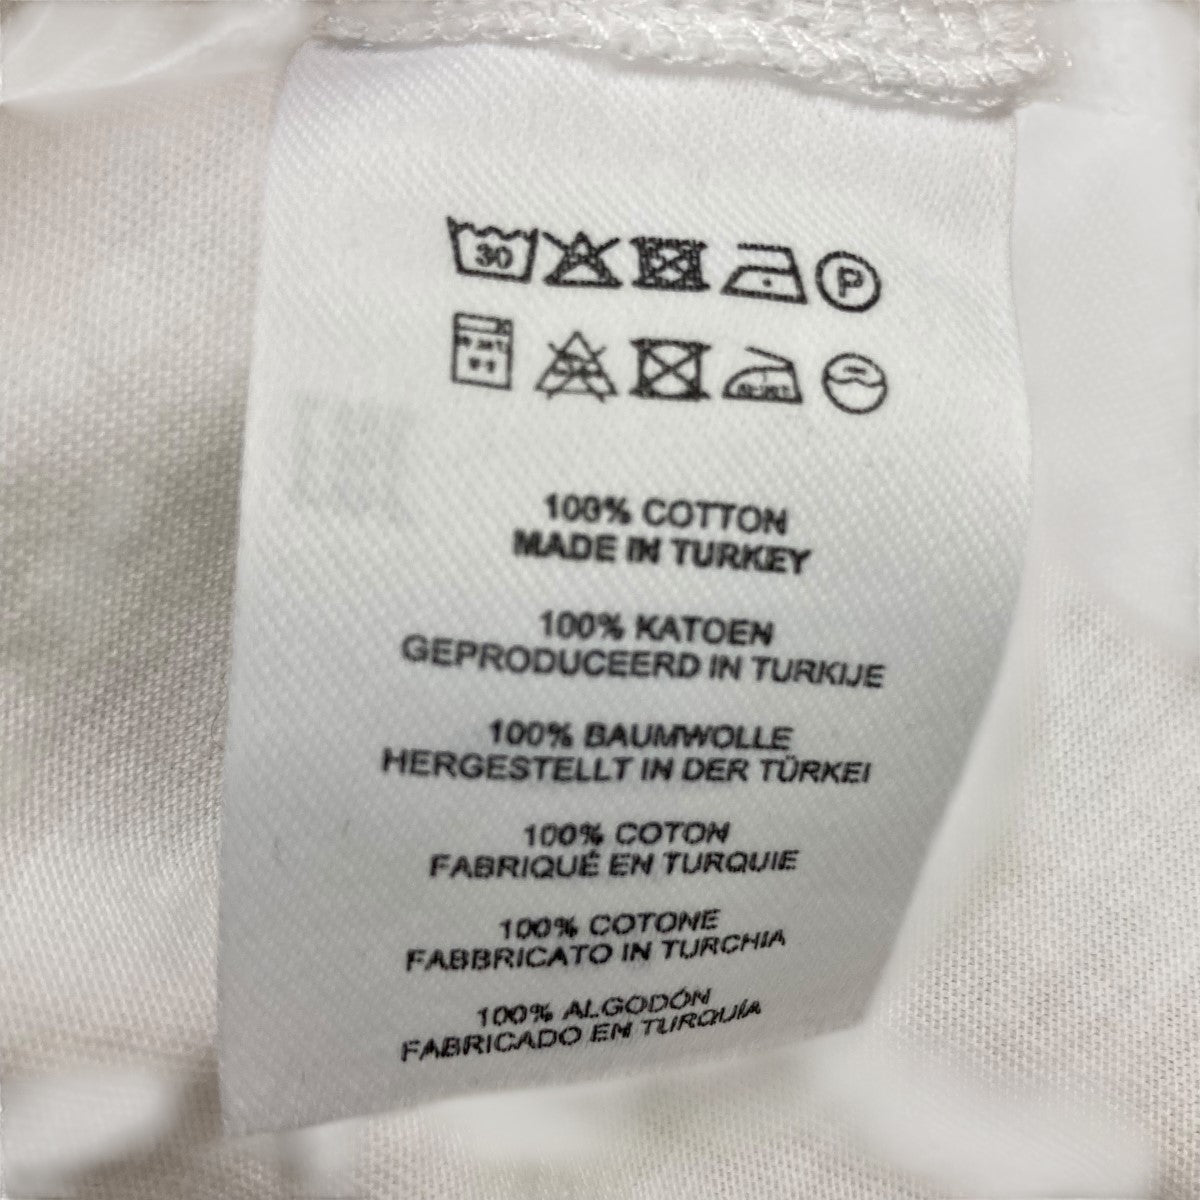 30
P
100% COTTON
MADE IN TURKEY
100% KATOEN
GEPRODUCEERD IN TURKIJE
100% BAUMWOLLE
HERGESTELLT IN DER TÜRKEI
100% COTON
FABRIQUÉ EN TURQUIE
100% COTONE
FABBRICATO IN TURCHIA
100% ALGODÓN
FABRICADO EN TURQUÍA